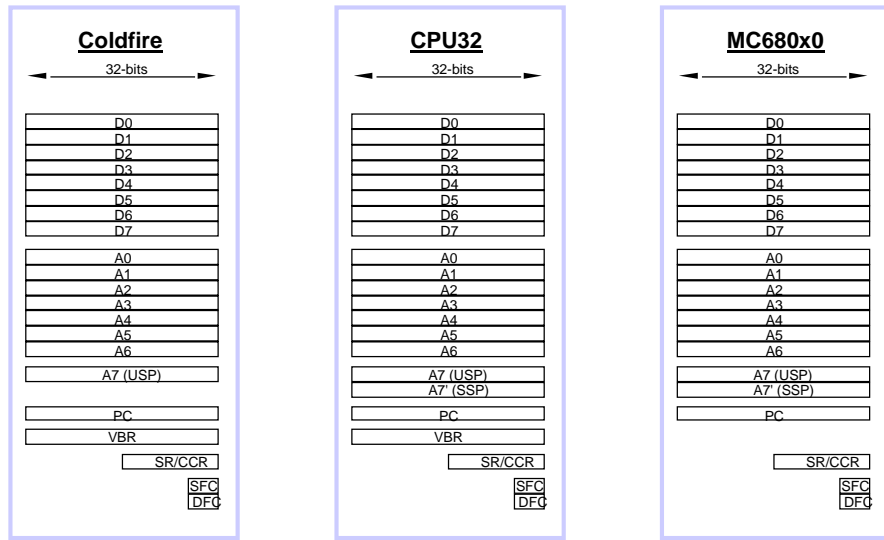 Coldfire
32-bits
D0
D1
D2
D3
D4
D5
D6
D7
A0
A1
A2
A3
A4
A5
A6
A7 (USP)
PC
VBR
SR/CCR
SFC
DFC
CPU32
32-bits
D0
D1
D2
D3
D4
D5
D6
D7
A0
A1
A2
A3
A4
A5
A6
A7 (USP)
A7' (SSP)
PC
VBR
SR/CCR
SFC
DFC
MC680x0
32-bits
D0
D1
D2
D3
D4
D5
D6
D7
A0
A1
A2
A3
A4
A5
A6
A7 (USP)
A7' (SSP)
PC
SR/CCR
SFC
DFC